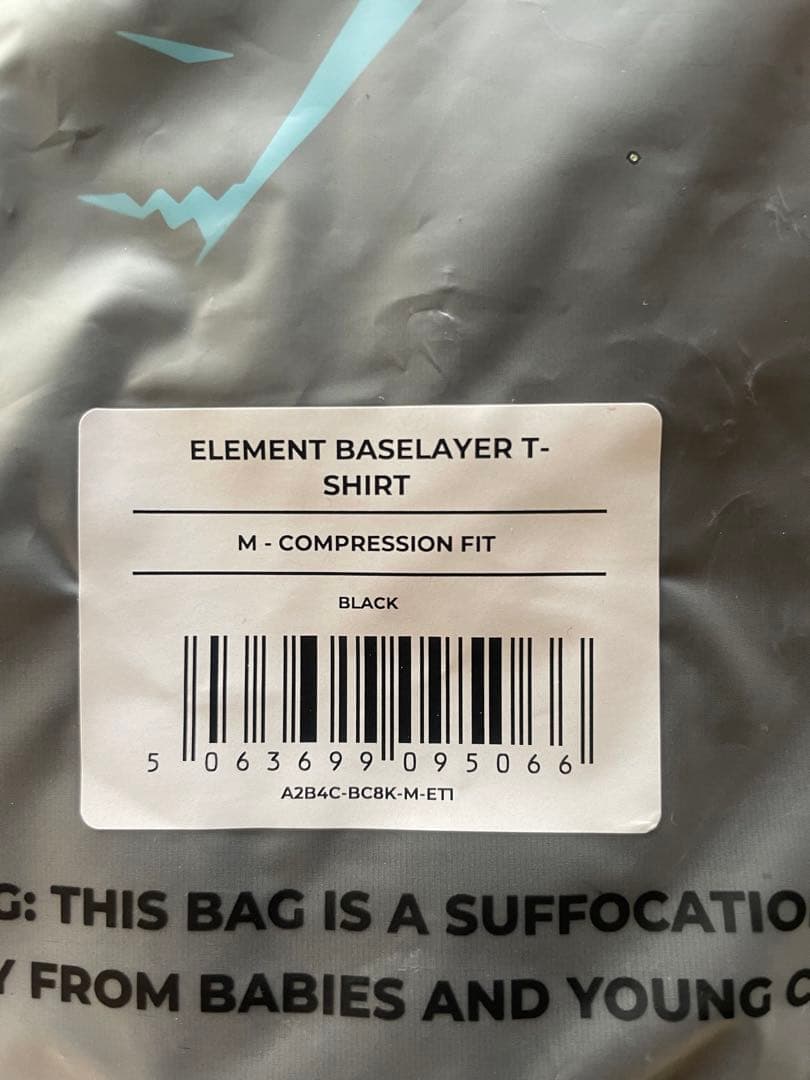 ELEMENT BASELAYER T-
SHIRT
M - COMPRESSION FIT
BLACK
5 063699 095066
A2B4C-BC8K-M-ET1
G: THIS BAG IS A SUFFOCATIO
Y FROM BABIES AND YOUNG C